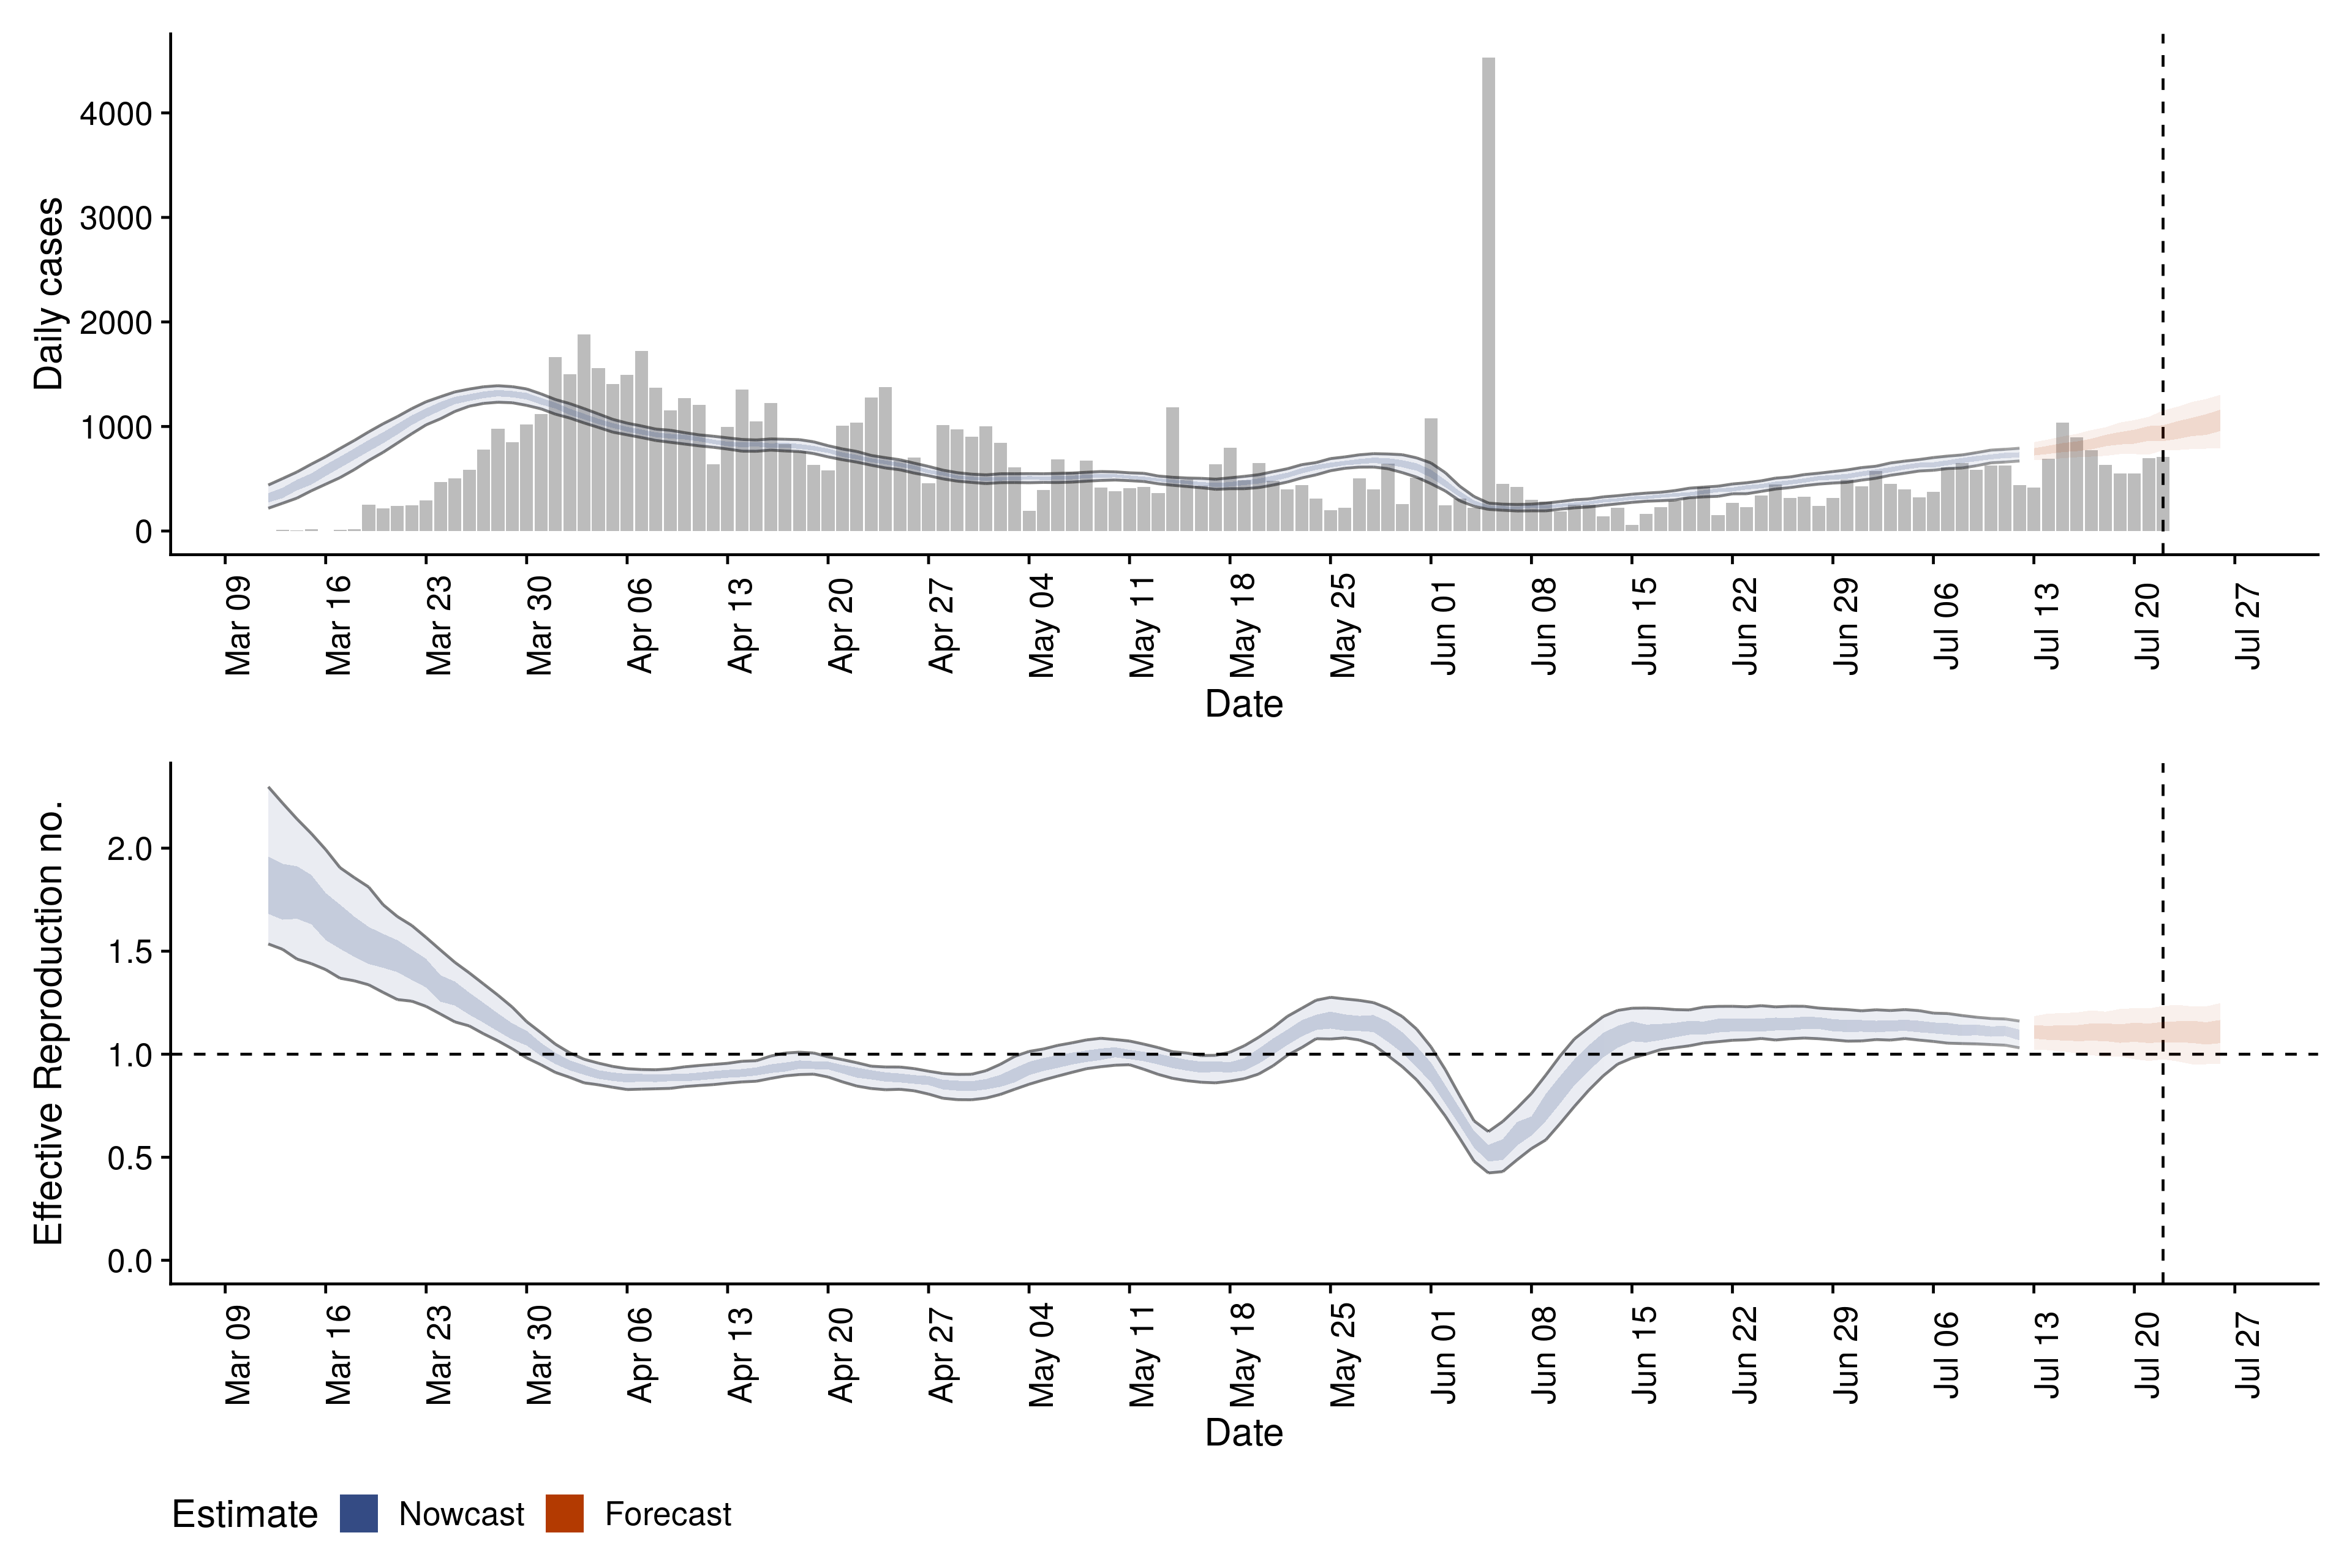 Daily cases
4000
3000
2000
1000
0
Mar 09 Mar 16 Mar 23 Mar 30 Apr 06 Apr 13 Apr 20 Apr 27 May 04 May 11 May 18 May 25 Jun 01 Jun 08 Jun 15 Jun 22 Jun 29 Jul 06 Jul 13 Jul 20 Jul 27
Date
Effective Reproduction no.
2.0
1.5
1.0
0.5
0.0
Mar 09 Mar 16 Mar 23 Mar 30 Apr 06 Apr 13 Apr 20 Apr 27 May 04 May 11 May 18 May 25 Jun 01 Jun 08 Jun 15 Jun 22 Jun 29 Jul 06 Jul 13 Jul 20 Jul 27
Date
Estimate Nowcast Forecast